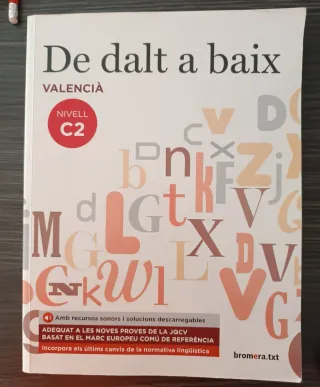 De dalt a baix
VALENCIÀ
NIVELL
C2
Amb recursos sonors i solucions descarregables
ADEQUAT A LES NOVES PROVES DE LA JQCV
BASAT EN EL MARC EUROPEU COMÚ DE REFERÈNCIA
Incorpora els últims canvis de la normativa lingüística
bromera.txt